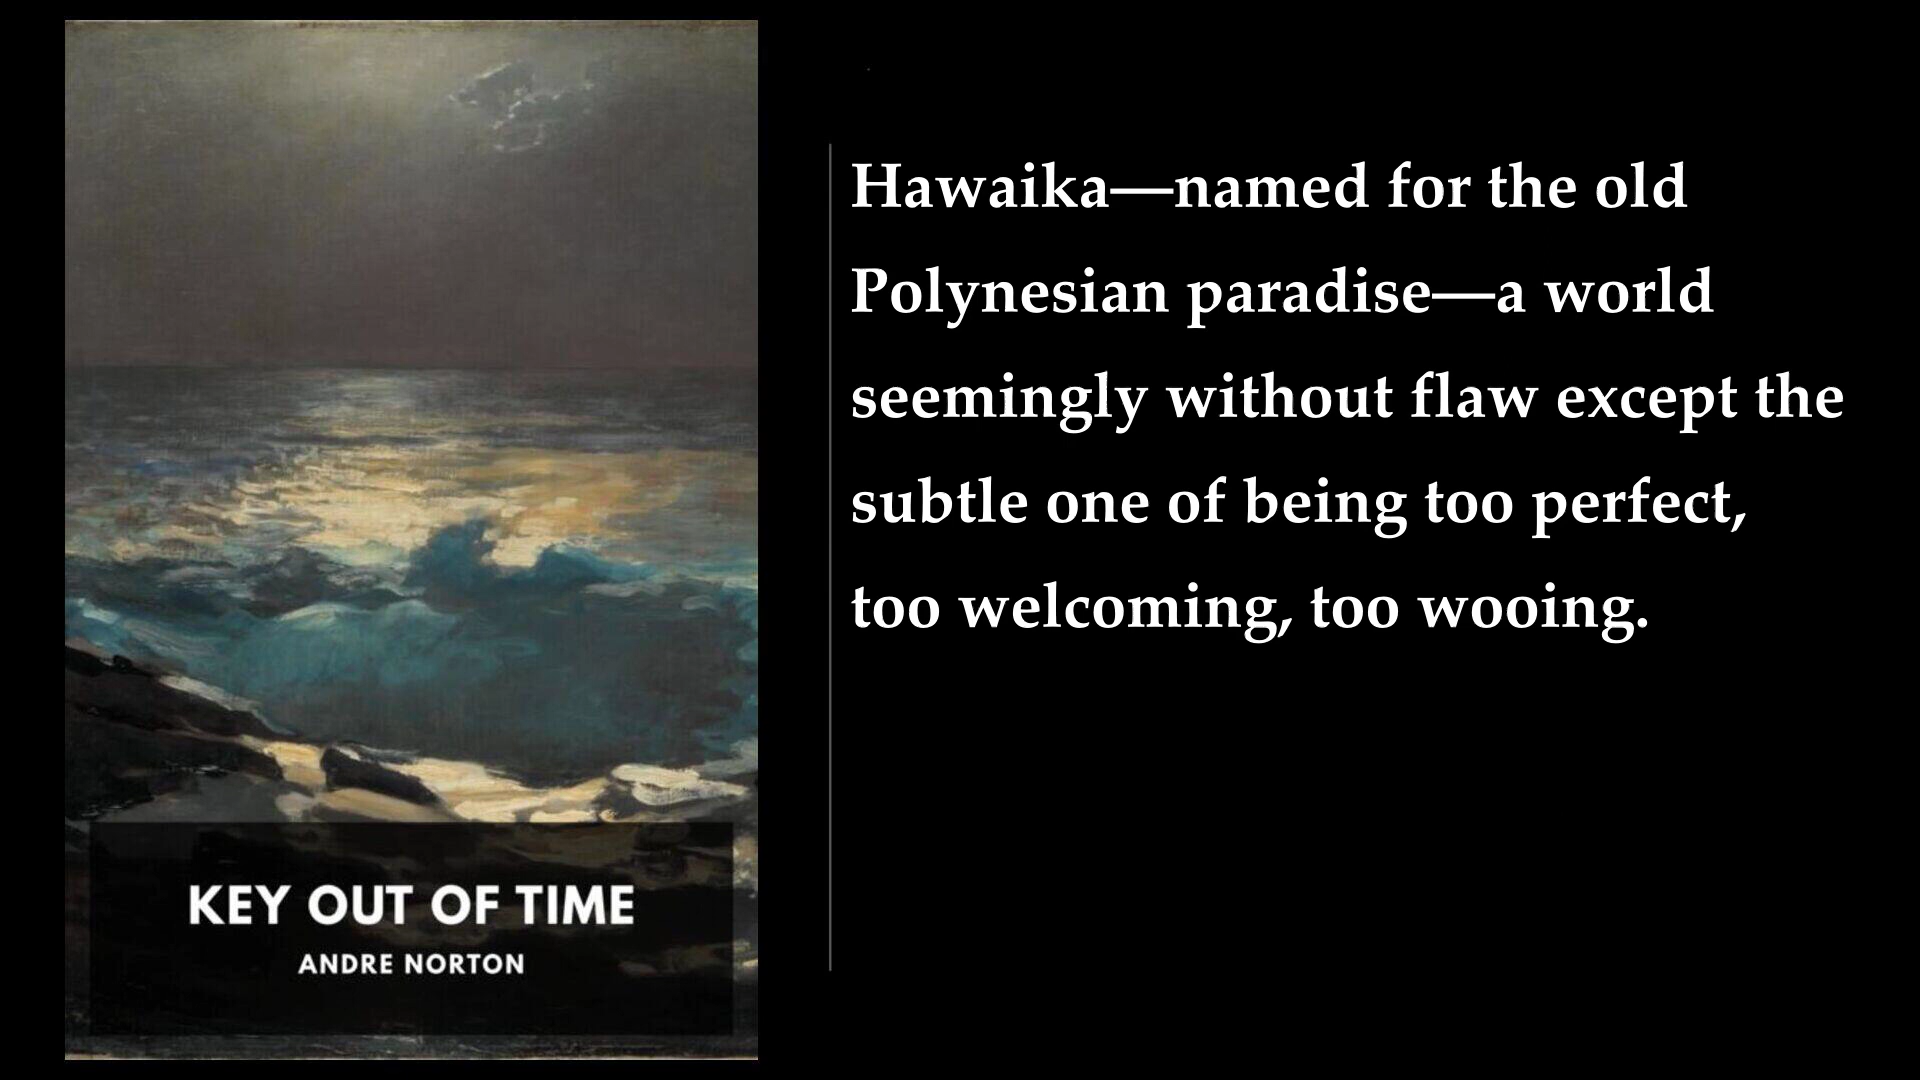 KEY OUT OF TIME
ANDRE NORTON
Hawaika—named for the old
Polynesian paradise—a world
seemingly without flaw except the
subtle one of being too perfect,
too welcoming, too wooing.